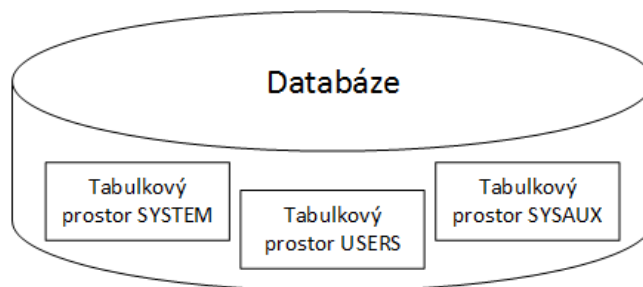 Databáze
Tabulkový
prostor SYSTEM
Tabulkový
prostor USERS
Tabulkový
prostor SYSAUX